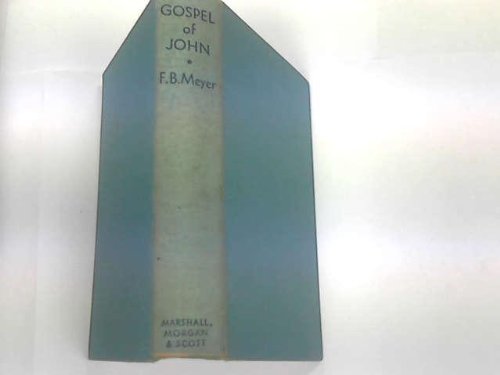 GOSPEL
of
JOHN
F.B. Meyer
MARSHALL,
MORGAN
& SCOTT